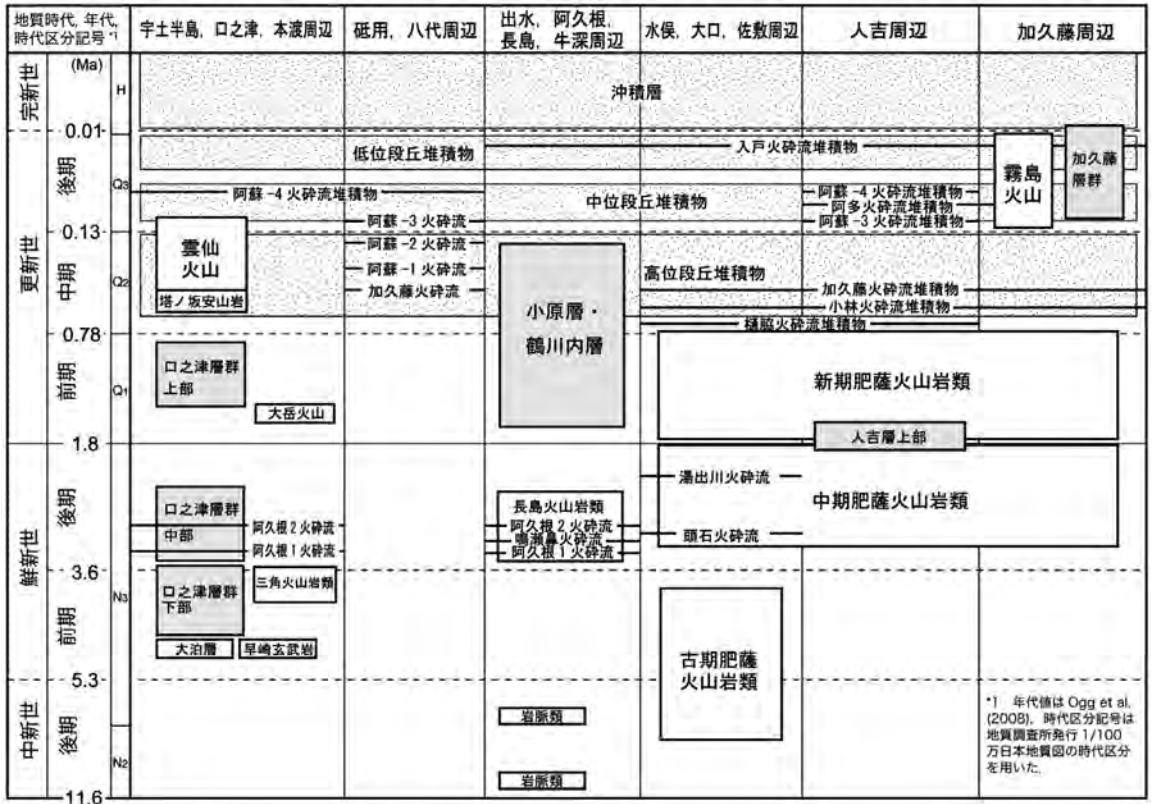 地質時代, 年代,
時代区分記号 *1
宇土半島, 口之津, 本渡周辺
砥用, 八代周辺
出水, 阿久根,
長島, 牛深周辺
水俣, 大口, 佐敷周辺
人吉周辺
加久藤周辺
(Ma)
完新世
H
沖積層
0.01
更新世
後期
Q3
低位段丘堆積物
入戸火砕流堆積物
阿蘇-4 火砕流堆積物
中位段丘堆積物
阿蘇-4 火砕流堆積物
阿多火砕流堆積物
阿蘇-3 火砕流
阿蘇-3 火砕流堆積物
霧島
火山
加久藤
層群
0.13
中期
Q2
雲仙
火山
塔ノ坂安山岩
阿蘇-2 火砕流
阿蘇-1 火砕流
加久藤火砕流
高位段丘堆積物
加久藤火砕流堆積物
小林火砕流堆積物
樋脇火砕流堆積物
小原層・
鶴川内層
0.78
前期
Q1
口之津層群
上部
大岳火山
新期肥薩火山岩類
人吉層上部
1.8
鮮新世
後期
口之津層群
中部
阿久根 2 火砕流
阿久根 1 火砕流
長島火山岩類
阿久根 2 火砕流
鳴瀬鼻火砕流
阿久根 1 火砕流
湯出川火砕流
頭石火砕流
中期肥薩火山岩類
3.6
前期
N3
口之津層群
下部
三角火山岩類
大泊層
早崎玄武岩
古期肥薩
火山岩類
5.3
中新世
後期
N2
岩脈類
岩脈類
11.6
*1 年代値は Ogg et al.
(2008), 時代区分記号は
地質調査所発行 1/100
万日本地質図の時代区分
を用いた.